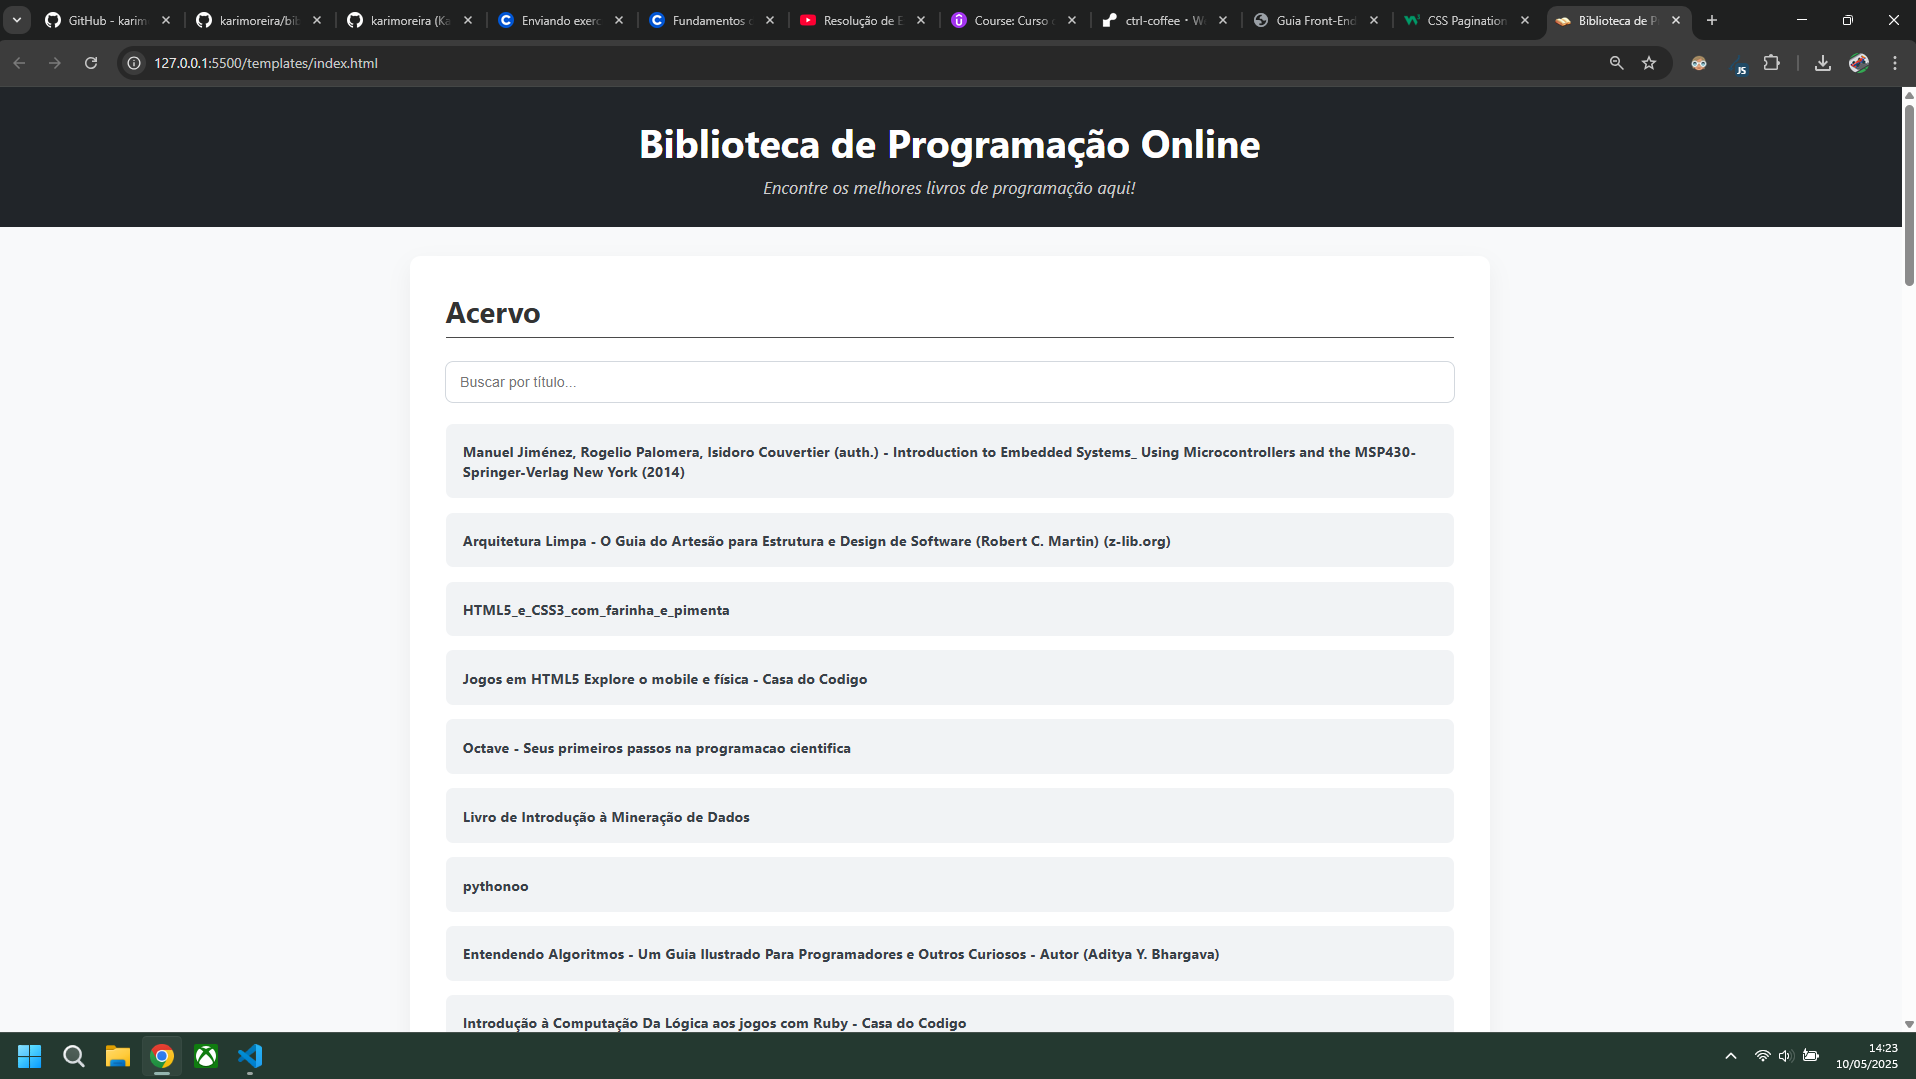 GitHub - karim
karimoreira/bib
karimoreira (Ka
Enviando exerc
Fundamentos d
Resolução de E
Course: Curso d
ctrl-coffee · We
Guia Front-End
CSS Pagination
Biblioteca de P
127.0.0.1:5500/templates/index.html
JS
Biblioteca de Programação Online
Encontre os melhores livros de programação aqui!
Acervo
Buscar por título...
Manuel Jiménez, Rogelio Palomera, Isidoro Couvertier (auth.) - Introduction to Embedded Systems_ Using Microcontrollers and the MSP430-
Springer-Verlag New York (2014)
Arquitetura Limpa - O Guia do Artesão para Estrutura e Design de Software (Robert C. Martin) (z-lib.org)
HTML5_e_CSS3_com_farinha_e_pimenta
Jogos em HTML5 Explore o mobile e física - Casa do Codigo
Octave - Seus primeiros passos na programacao cientifica
Livro de Introdução à Mineração de Dados
pythonoo
Entendendo Algoritmos - Um Guia Ilustrado Para Programadores e Outros Curiosos - Autor (Aditya Y. Bhargava)
Introdução à Computação Da Lógica aos jogos com Ruby - Casa do Codigo
14:23
10/05/2025